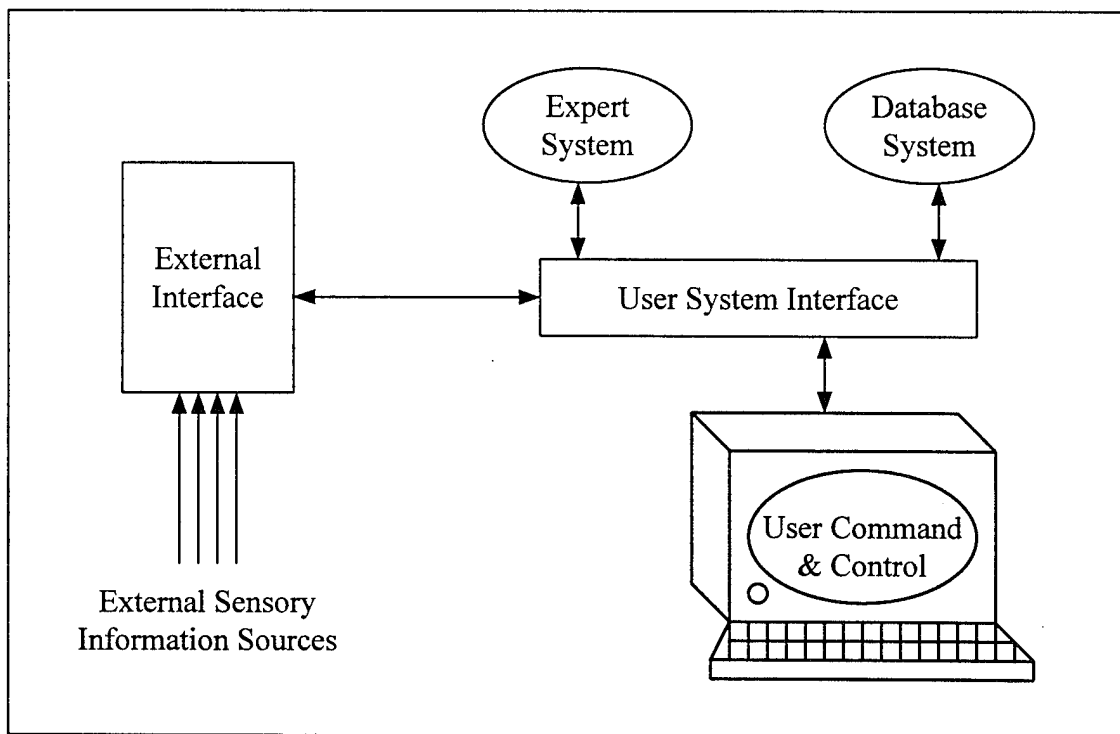 Expert
System
Database
System
External
Interface
User System Interface
User Command
& Control
External Sensory
Information Sources